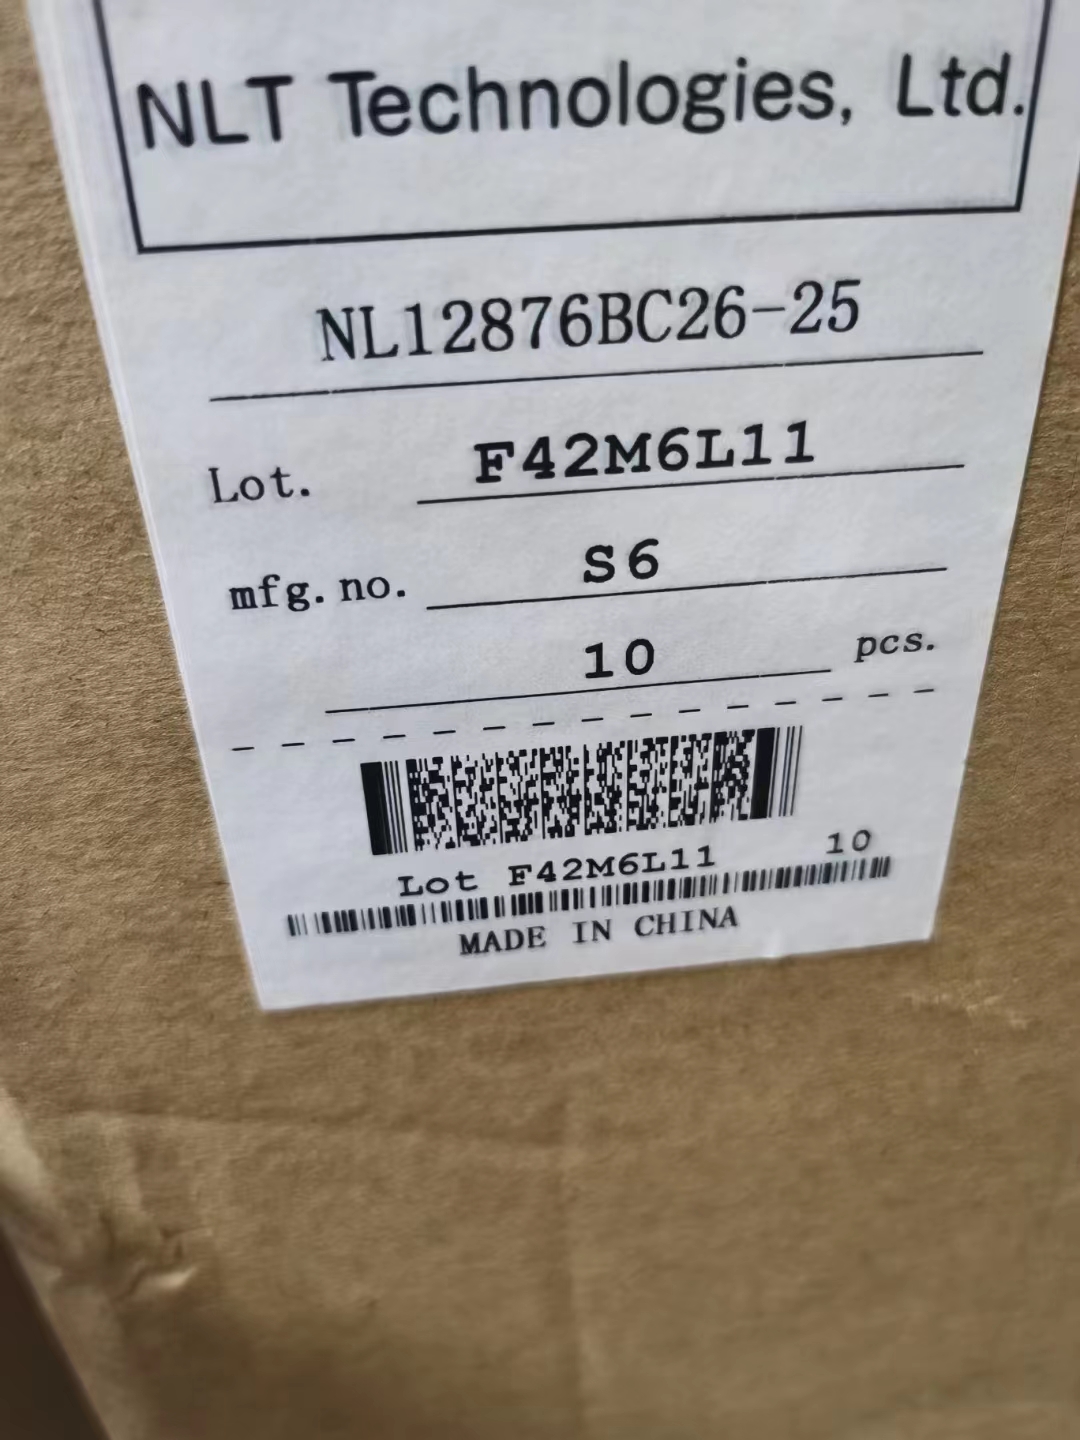 NLT Technologies, Ltd.
NL12876BC26-25
Lot. F42M6L11
mfg. no. S6
10 pcs.
Lot F42M6L11 10
MADE IN CHINA